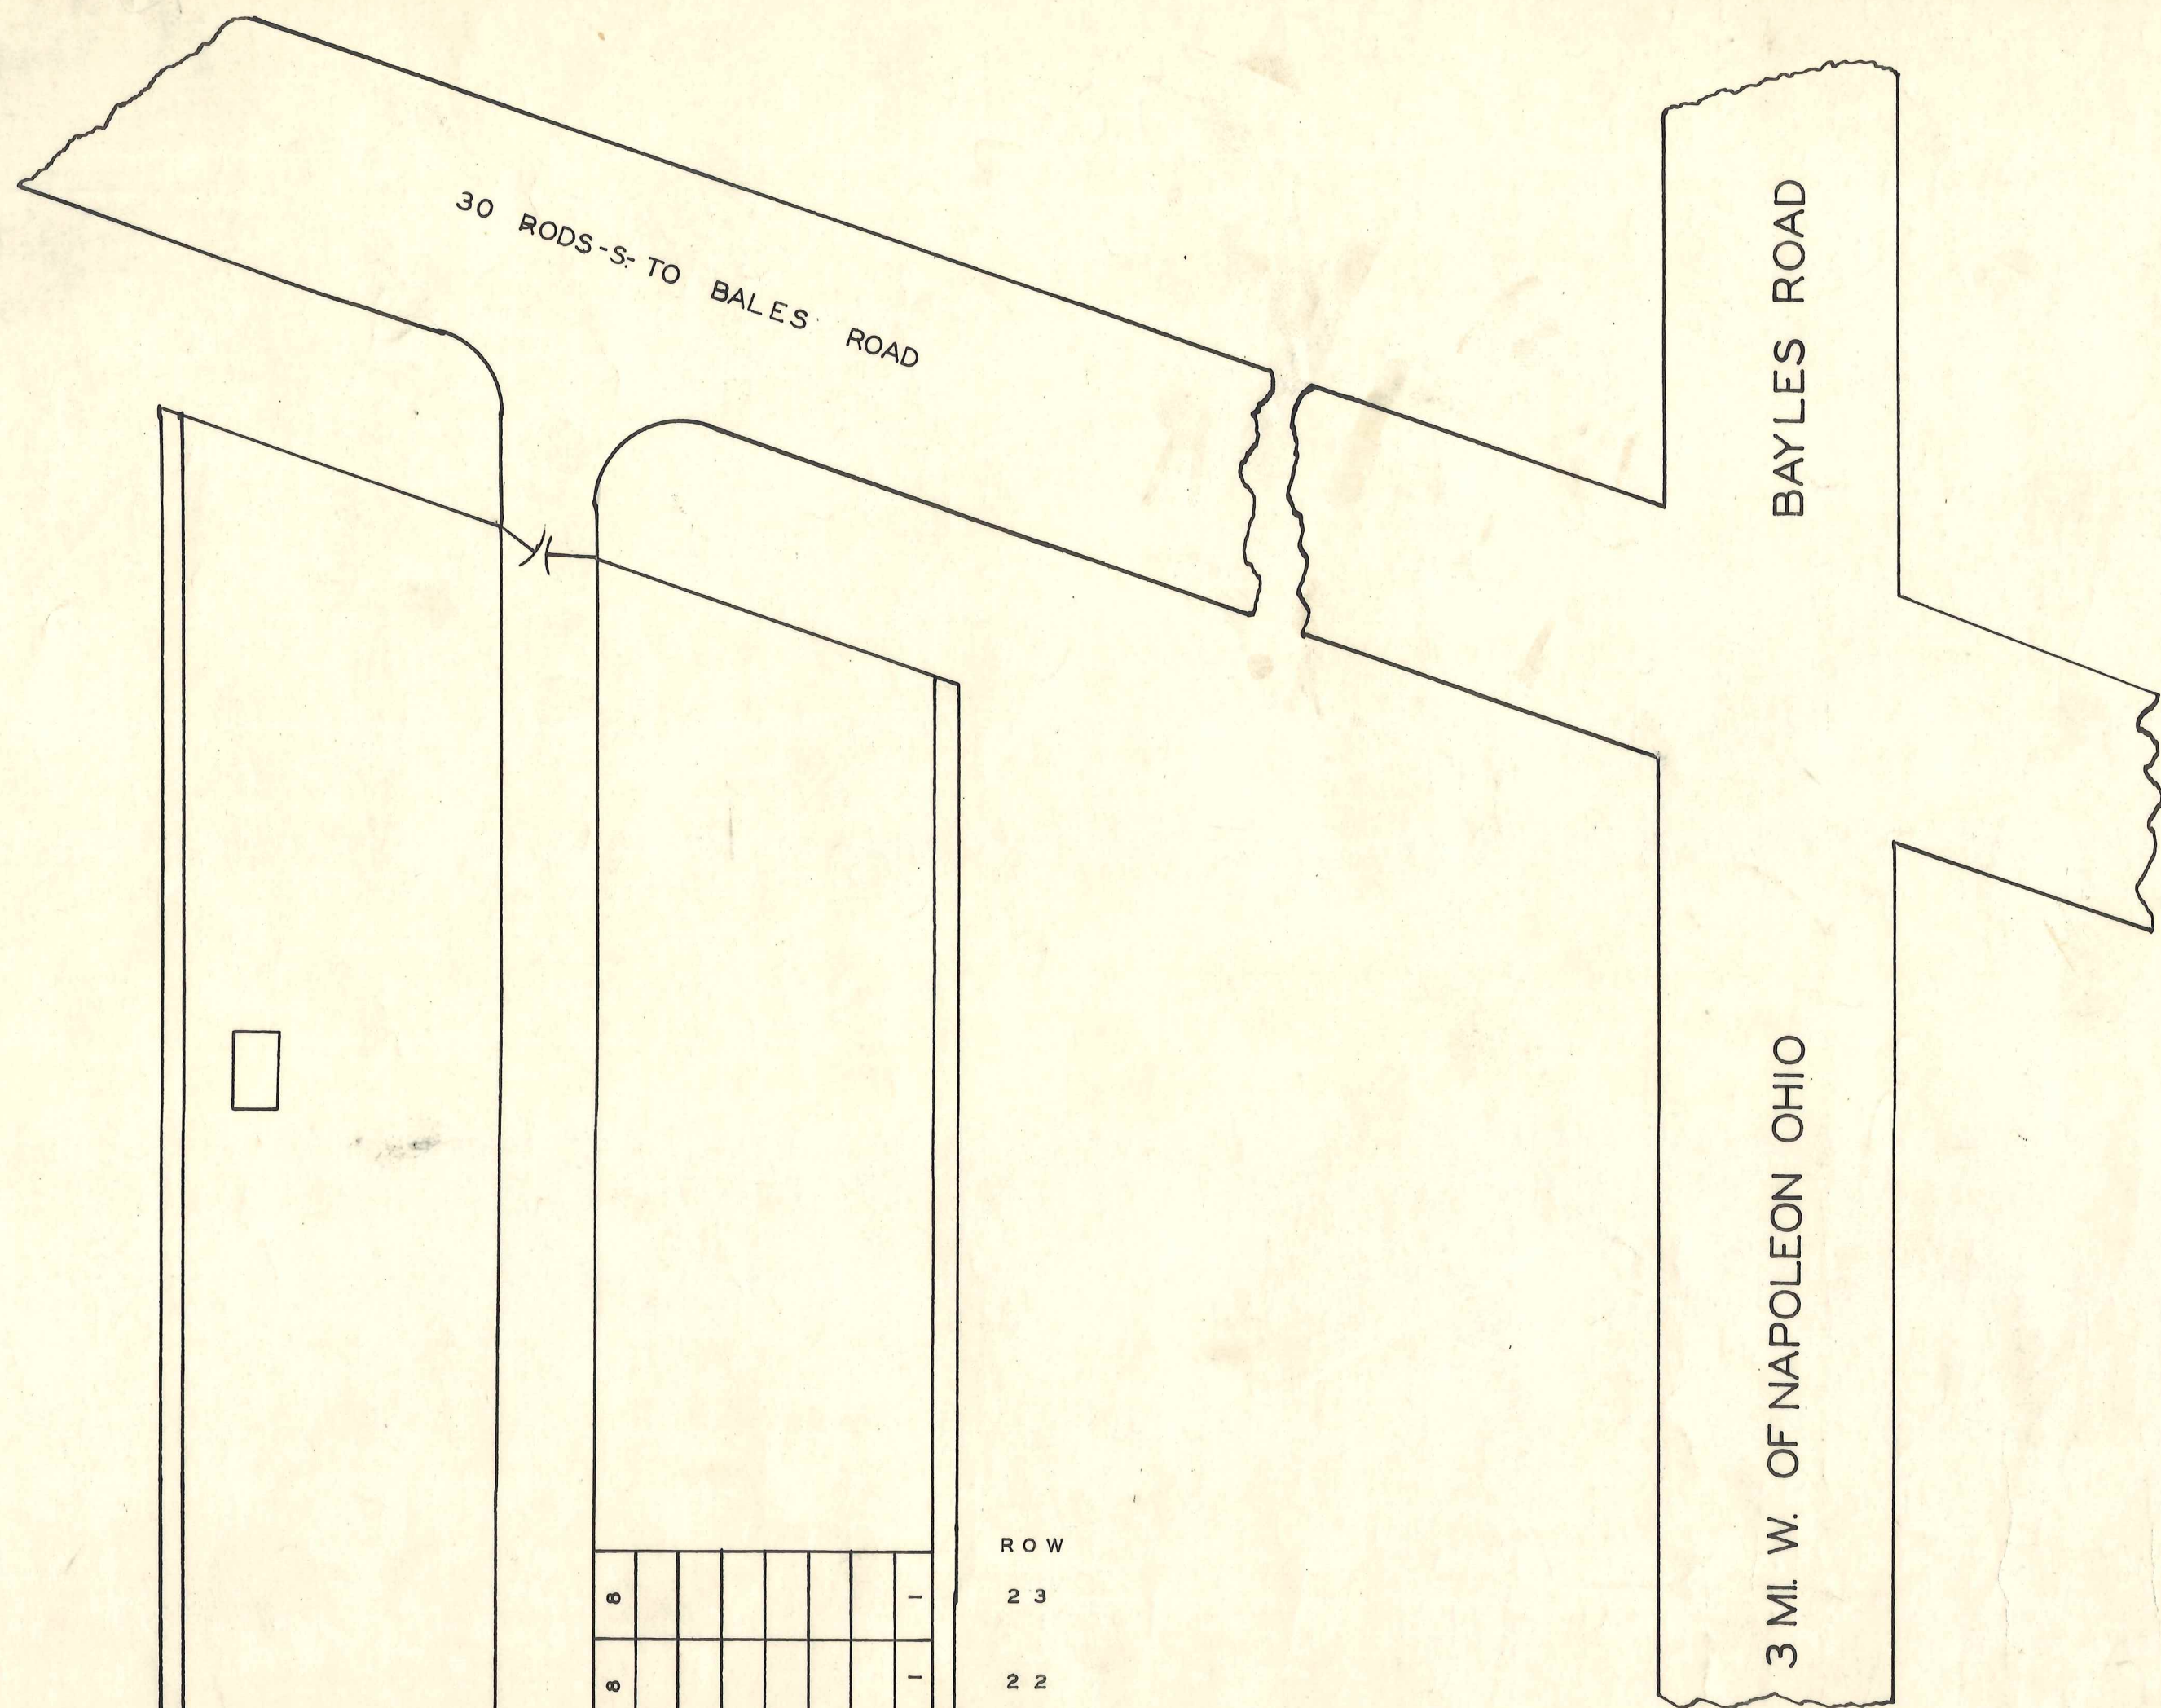 30 RODS-S-TO BALES ROAD
BAYLES ROAD
3 MI. W. OF NAPOLEON OHIO
ROW
8 1 23
8 1 22